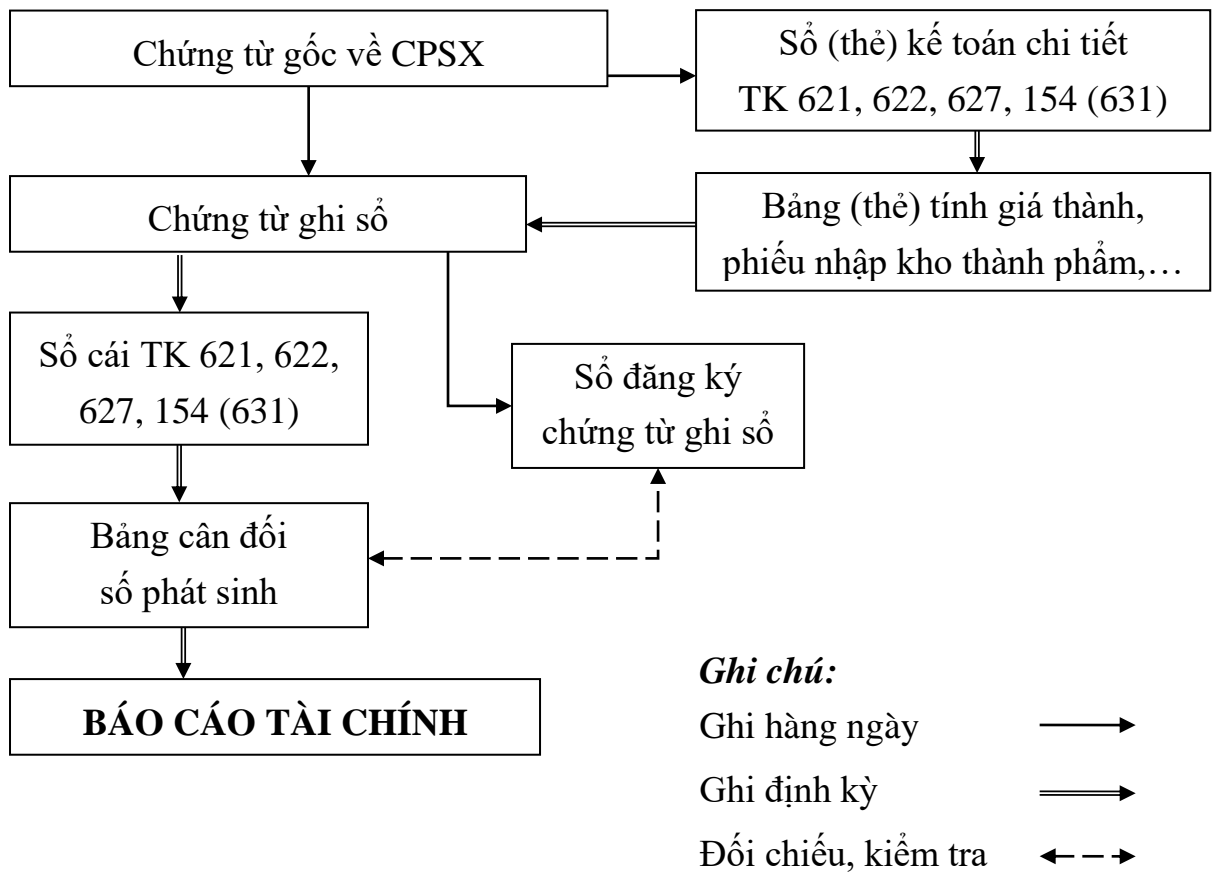 Chứng từ gốc về CPSX
Sổ (thẻ) kế toán chi tiết
TK 621, 622, 627, 154 (631)
Chứng từ ghi sổ
Bảng (thẻ) tính giá thành,
phiếu nhập kho thành phẩm,…
Sổ cái TK 621, 622,
627, 154 (631)
Sổ đăng ký
chứng từ ghi sổ
Bảng cân đối
số phát sinh
BÁO CÁO TÀI CHÍNH
Ghi chú:
Ghi hàng ngày
Ghi định kỳ
Đối chiếu, kiểm tra